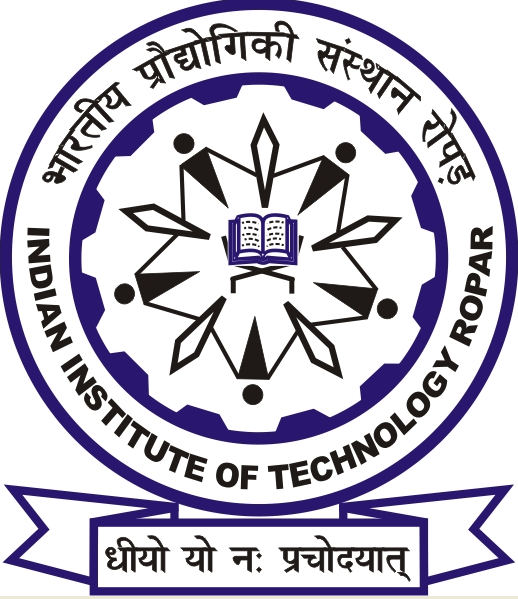 भारतीय प्रौद्योगिकी संस्थान रोपड़
INDIAN INSTITUTE OF TECHNOLOGY ROPAR
धीयो यो नः प्रचोदयात्